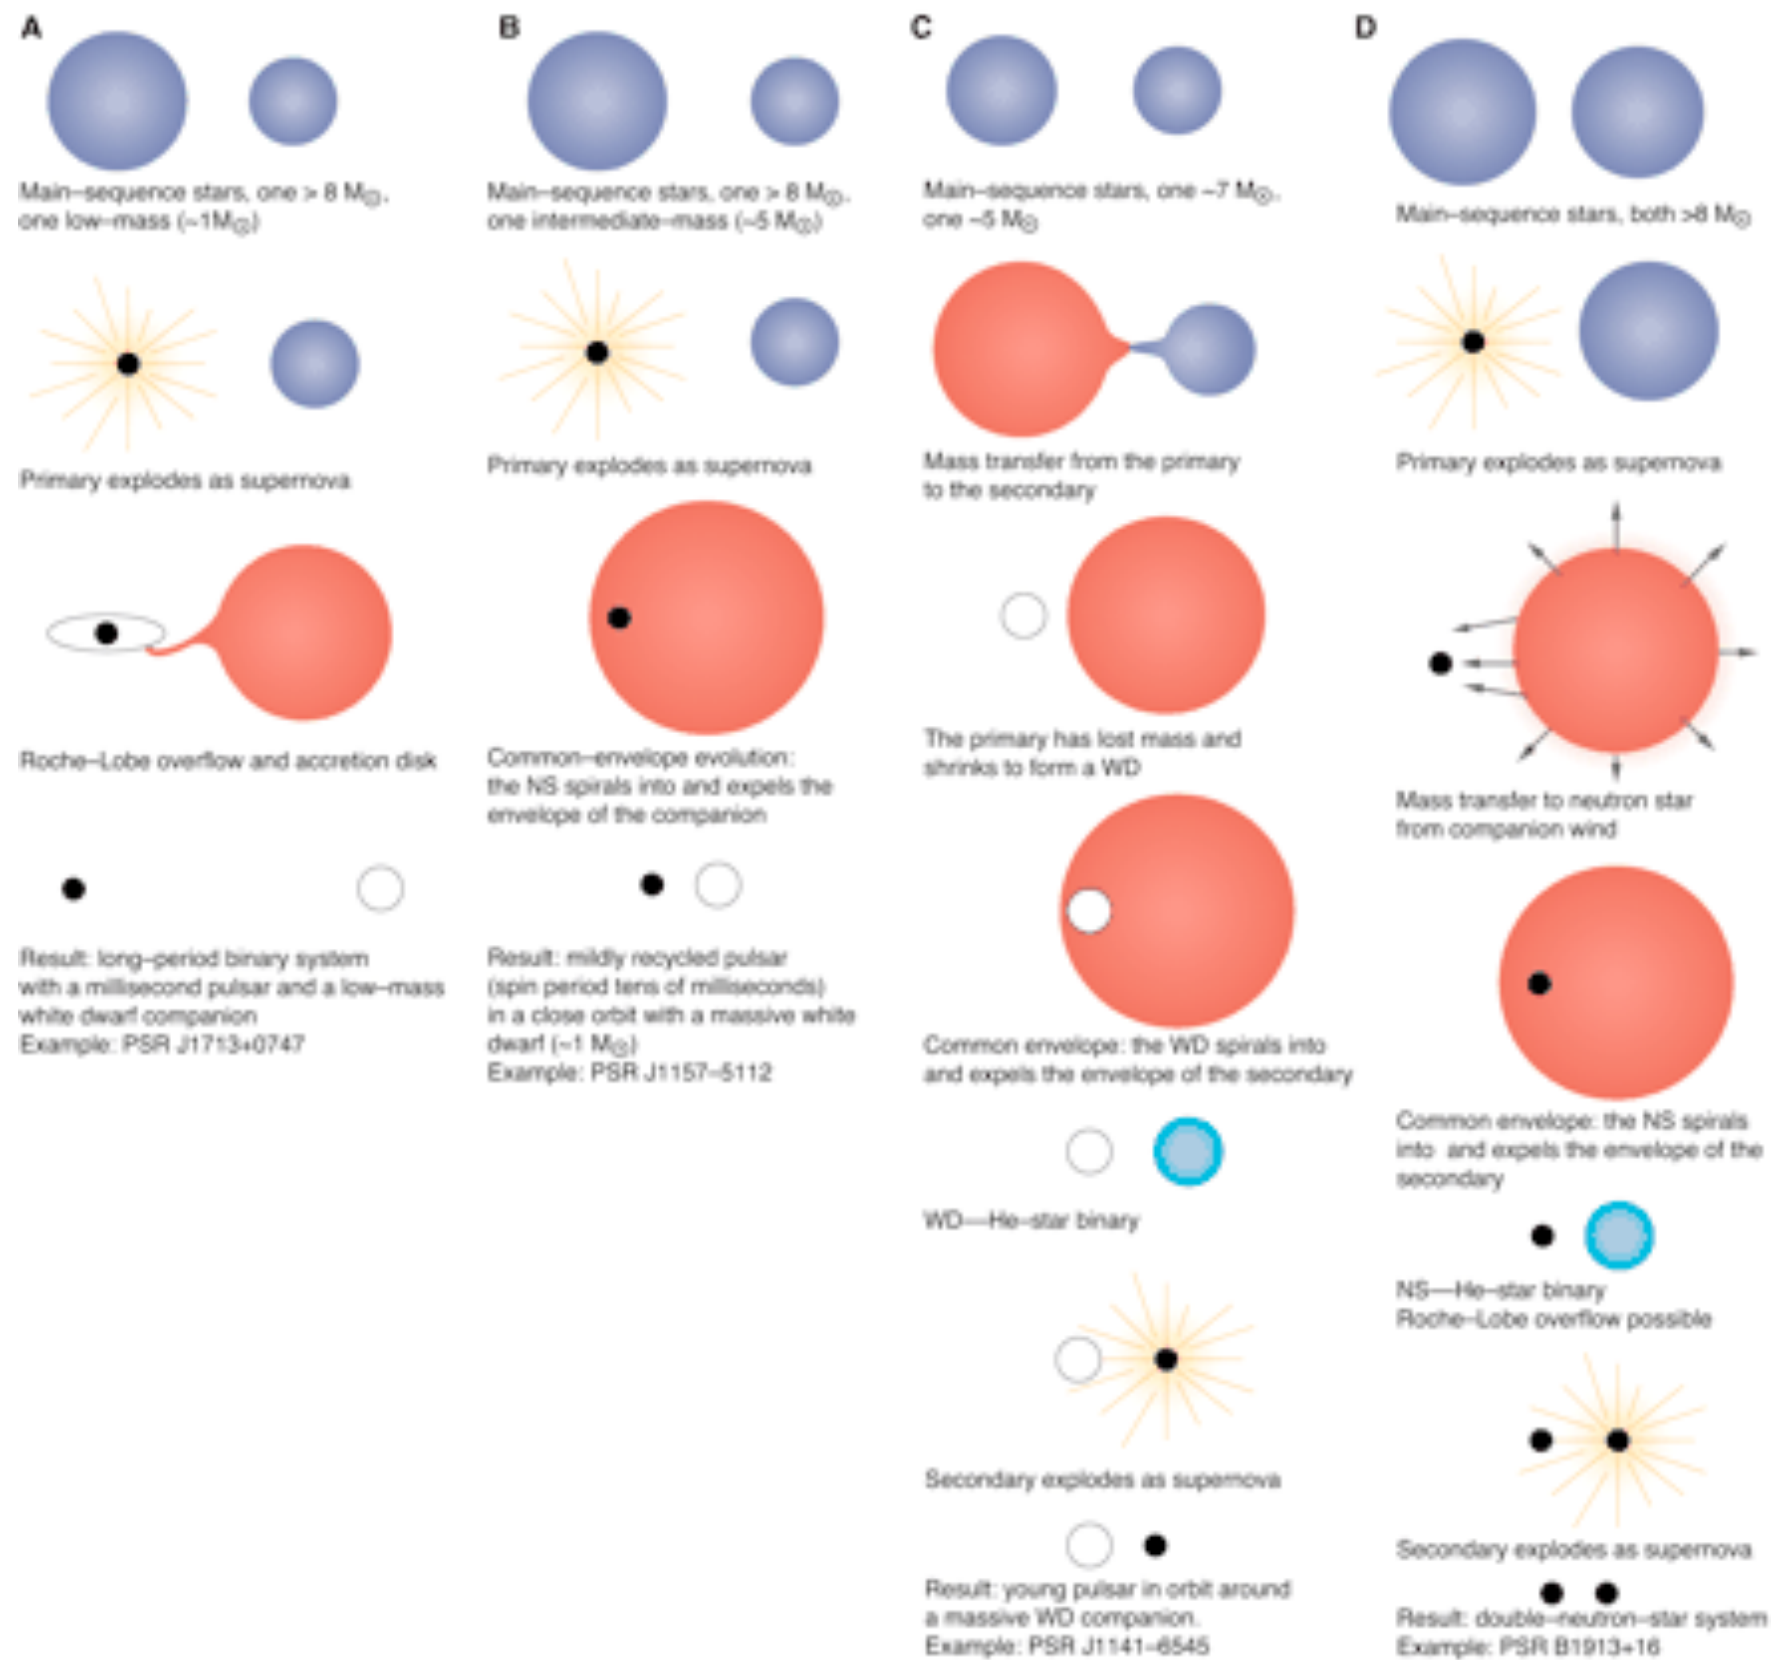 A
Main–sequence stars, one > 8 M☉,
one low–mass (~1M☉)
Primary explodes as supernova
Roche–Lobe overflow and accretion disk
Result: long–period binary system
with a millisecond pulsar and a low–mass
white dwarf companion
Example: PSR J1713+0747
B
Main–sequence stars, one > 8 M☉,
one intermediate–mass (~5 M☉)
Primary explodes as supernova
Common–envelope evolution:
the NS spirals into and expels the
envelope of the companion
Result: mildly recycled pulsar
(spin period tens of milliseconds)
in a close orbit with a massive white
dwarf (~1 M☉)
Example: PSR J1157–5112
C
Main–sequence stars, one ~7 M☉,
one ~5 M☉
Mass transfer from the primary
to the secondary
The primary has lost mass and
shrinks to form a WD
Common envelope: the WD spirals into
and expels the envelope of the secondary
WD—He–star binary
Secondary explodes as supernova
Result: young pulsar in orbit around
a massive WD companion.
Example: PSR J1141–6545
D
Main–sequence stars, both >8 M☉
Primary explodes as supernova
Mass transfer to neutron star
from companion wind
Common envelope: the NS spirals
into and expels the envelope of the
secondary
NS—He–star binary
Roche–Lobe overflow possible
Secondary explodes as supernova
Result: double–neutron–star system
Example: PSR B1913+16